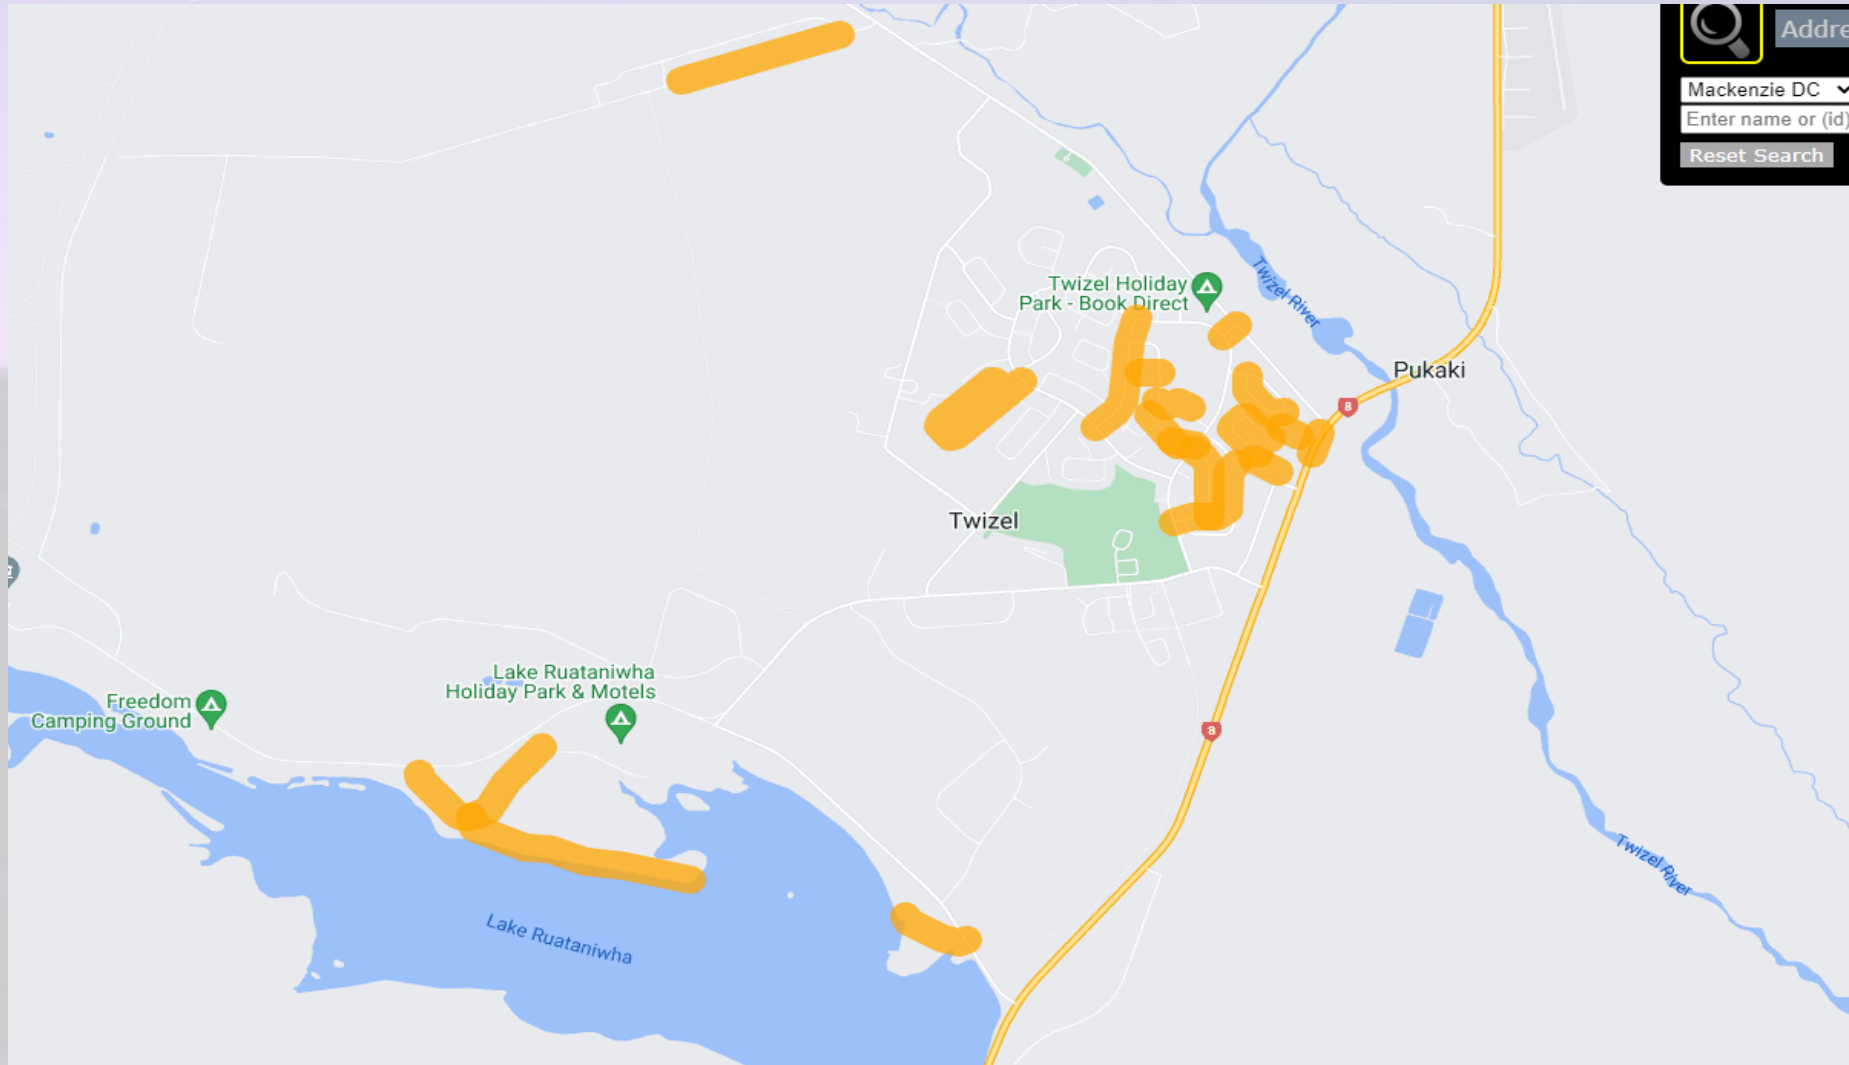 Addre
Mackenzie DC
Enter name or (id)
Reset Search
Twizel Holiday
Park - Book Direct
Twizel River
Pukaki
8
Twizel
Lake Ruataniwha
Holiday Park & Motels
Freedom
Camping Ground
8
Twizel River
Lake Ruataniwha